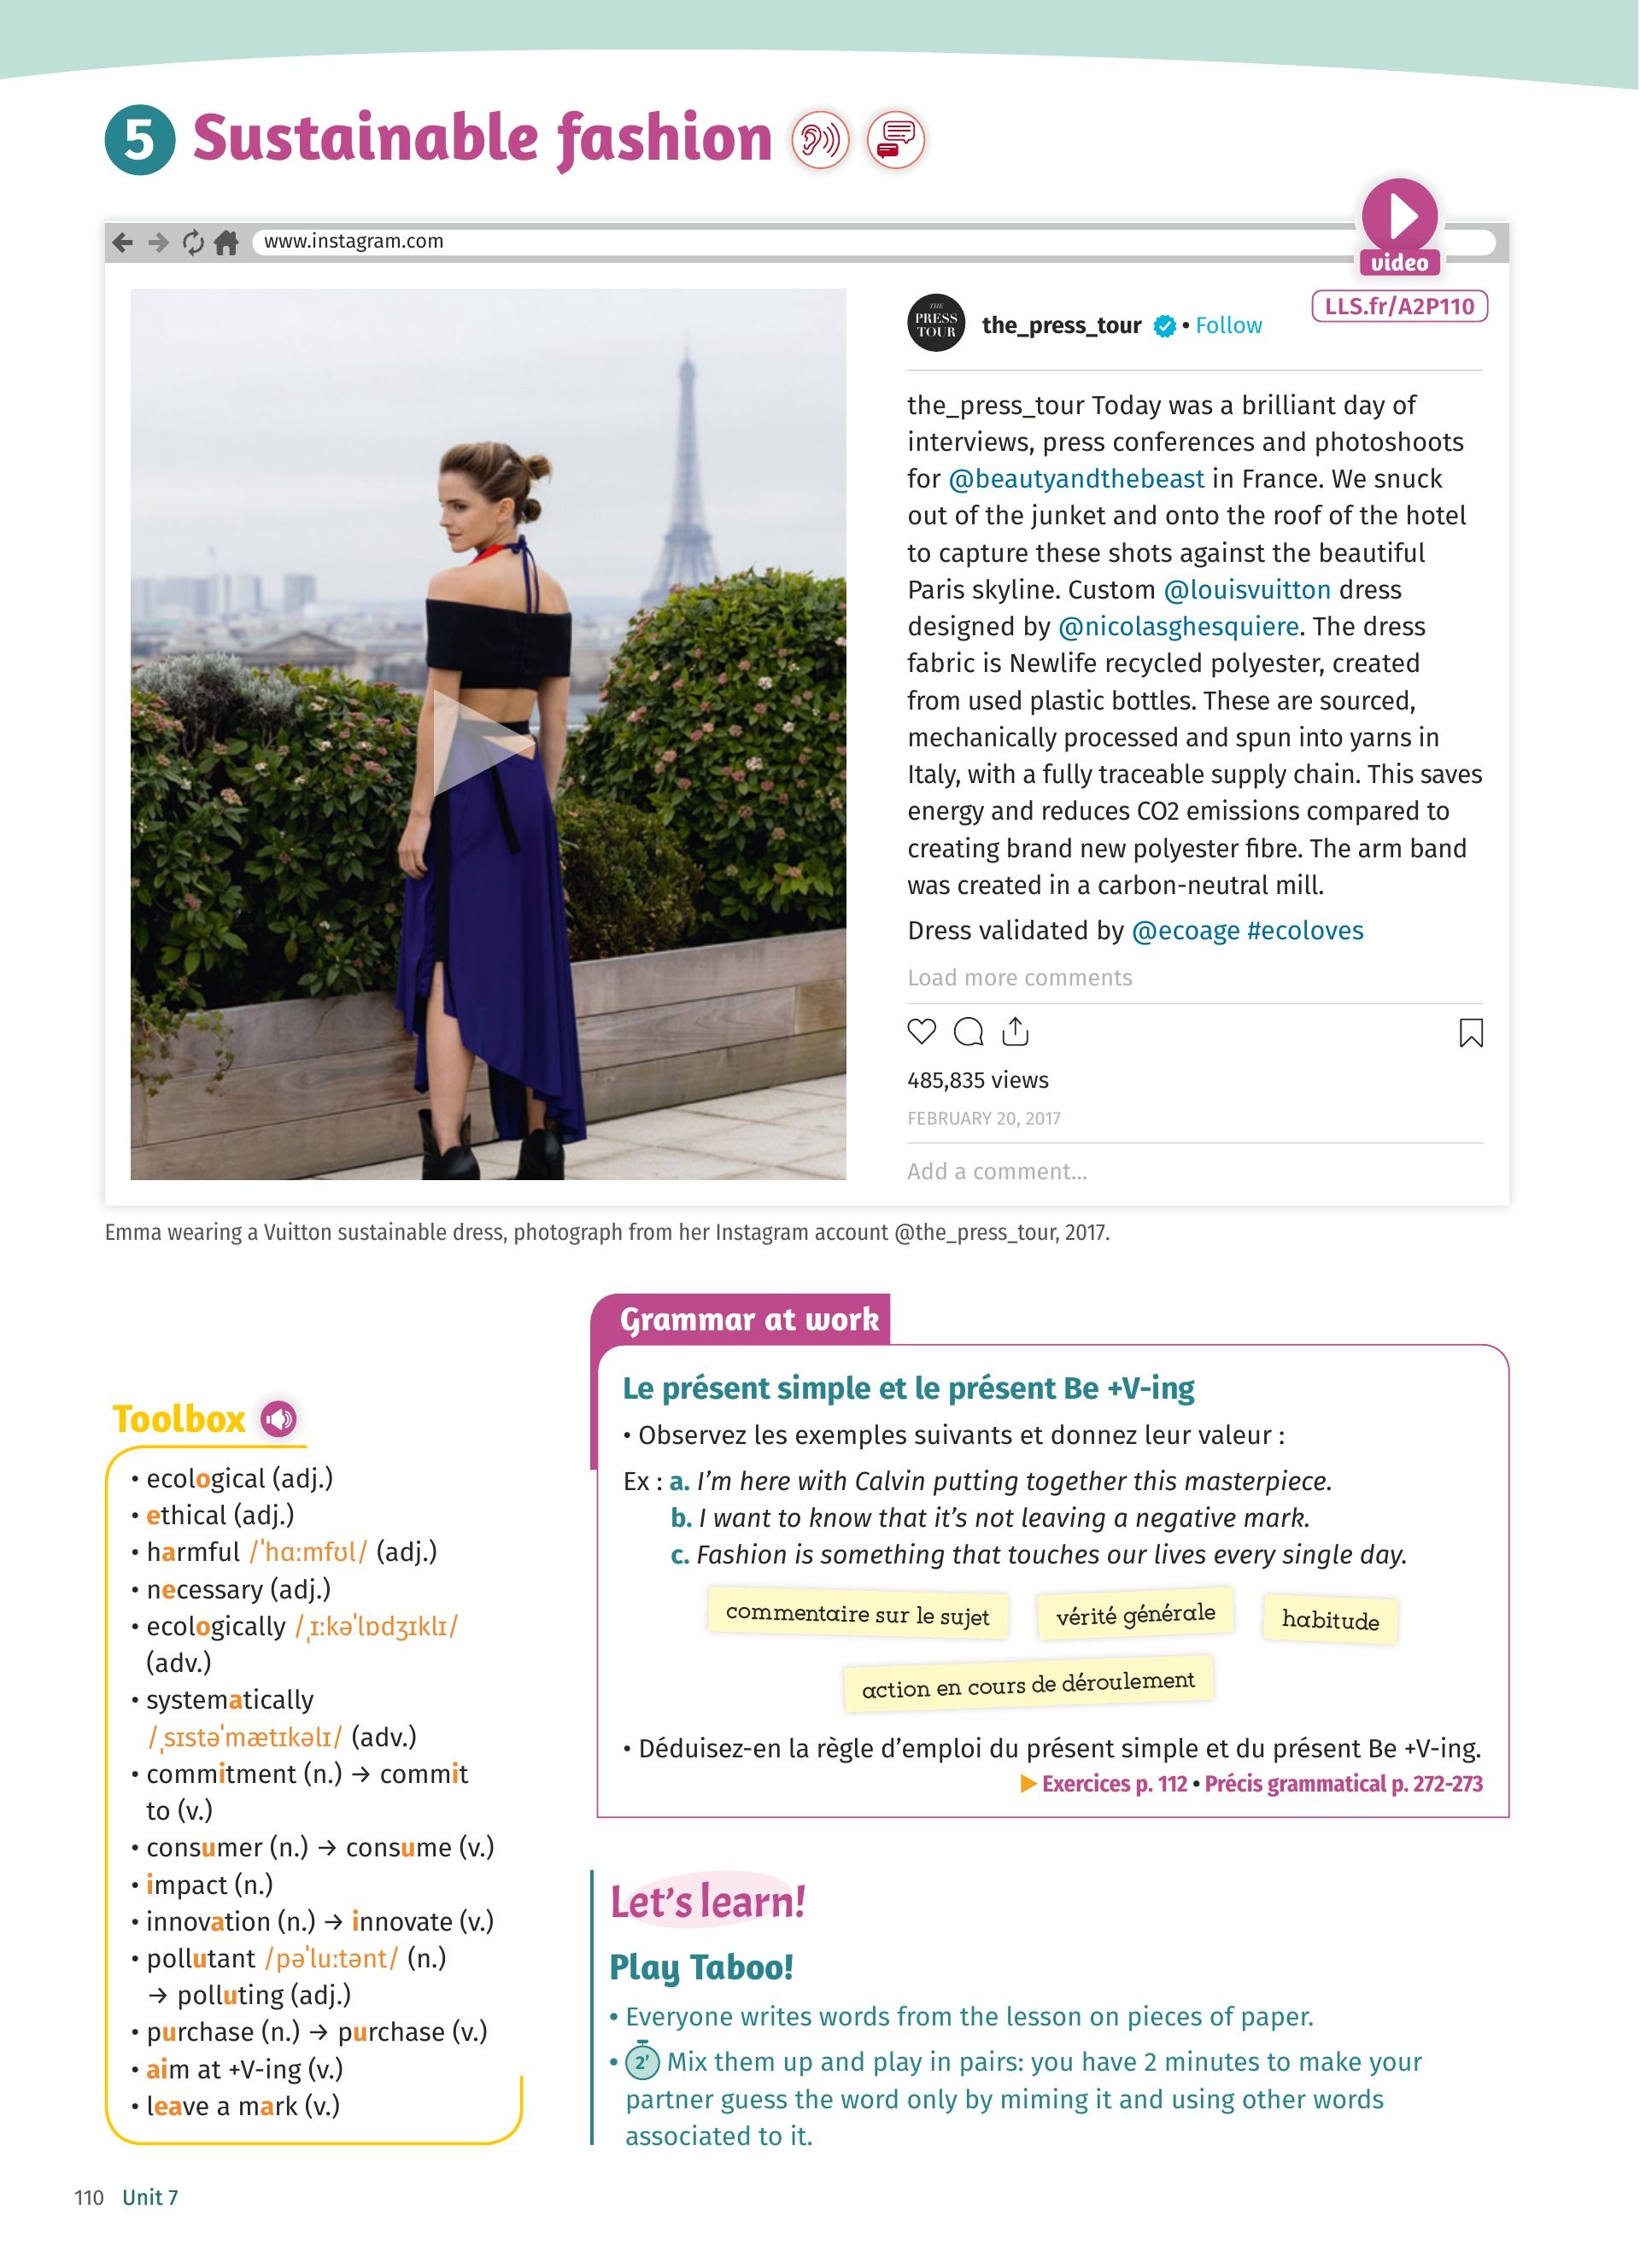 5 Sustainable fashion
www.instagram.com
video
LLS.fr/A2P110
THE
PRESS
TOUR
the_press_tour • Follow
the_press_tour Today was a brilliant day of
interviews, press conferences and photoshoots
for @beautyandthebeast in France. We snuck
out of the junket and onto the roof of the hotel
to capture these shots against the beautiful
Paris skyline. Custom @louisvuitton dress
designed by @nicolasghesquiere. The dress
fabric is Newlife recycled polyester, created
from used plastic bottles. These are sourced,
mechanically processed and spun into yarns in
Italy, with a fully traceable supply chain. This saves
energy and reduces CO2 emissions compared to
creating brand new polyester fibre. The arm band
was created in a carbon-neutral mill.
Dress validated by @ecoage #ecoloves
Load more comments
485,835 views
FEBRUARY 20, 2017
Add a comment...
Emma wearing a Vuitton sustainable dress, photograph from her Instagram account @the_press_tour, 2017.
Toolbox
• ecological (adj.)
• ethical (adj.)
• harmful /ˈhɑːmfʊl/ (adj.)
• necessary (adj.)
• ecologically /ˌɪːkəˈlɒdʒɪklɪ/
(adv.)
• systematically
/ˌsɪstəˈmætɪkəlɪ/ (adv.)
• commitment (n.) → commit
to (v.)
• consumer (n.) → consume (v.)
• impact (n.)
• innovation (n.) → innovate (v.)
• pollutant /pəˈluːtənt/ (n.)
→ polluting (adj.)
• purchase (n.) → purchase (v.)
• aim at +V-ing (v.)
• leave a mark (v.)
Grammar at work
Le présent simple et le présent Be +V-ing
• Observez les exemples suivants et donnez leur valeur :
Ex : a. I’m here with Calvin putting together this masterpiece.
b. I want to know that it’s not leaving a negative mark.
c. Fashion is something that touches our lives every single day.
commentaire sur le sujet
vérité générale
habitude
action en cours de déroulement
• Déduisez-en la règle d’emploi du présent simple et du présent Be +V-ing.
▶ Exercices p. 112 • Précis grammatical p. 272-273
Let’s learn!
Play Taboo!
• Everyone writes words from the lesson on pieces of paper.
• 2’ Mix them up and play in pairs: you have 2 minutes to make your
partner guess the word only by miming it and using other words
associated to it.
110 Unit 7